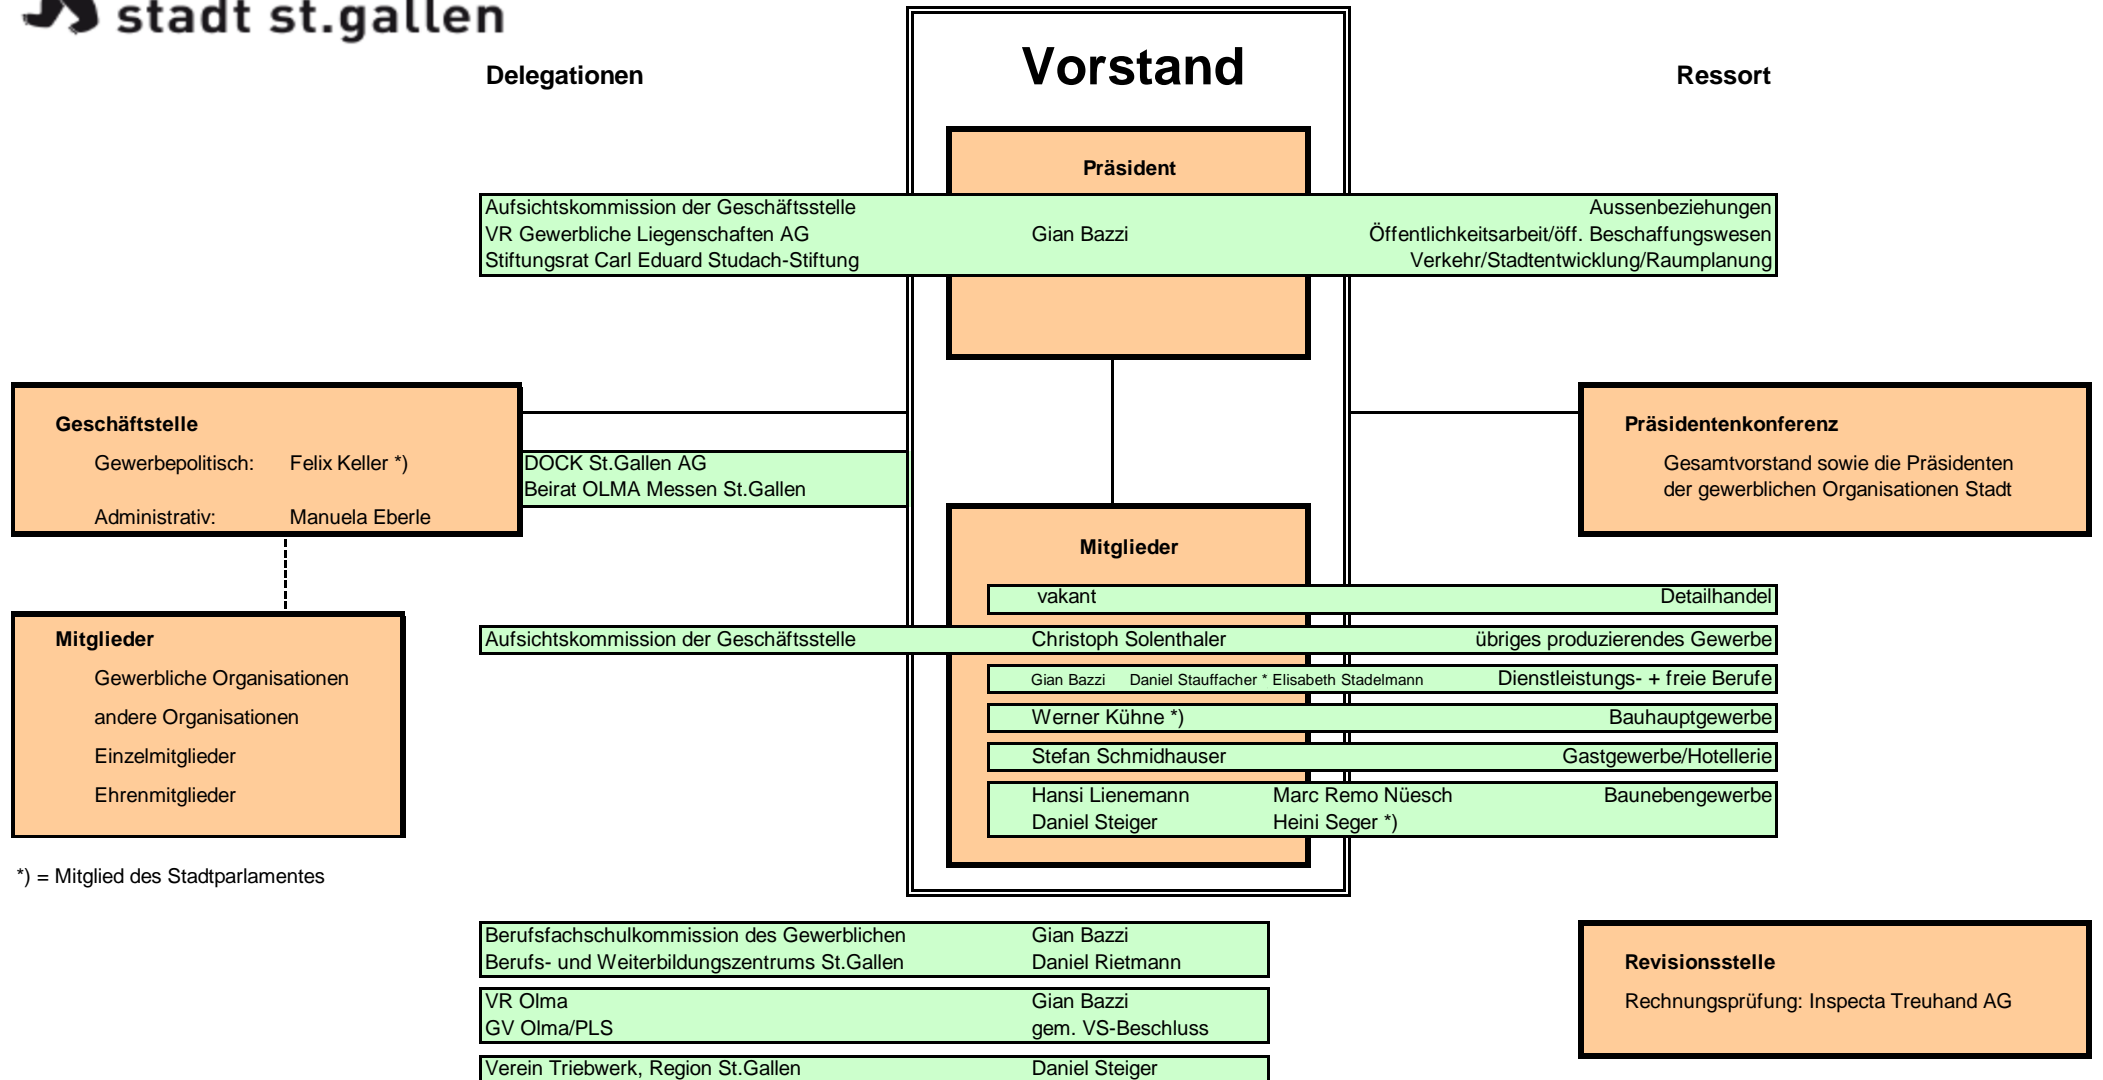 stadt st.gallen
Delegationen
Vorstand
Ressort
Präsident
Aufsichtskommission der Geschäftsstelle
Aussenbeziehungen
VR Gewerbliche Liegenschaften AG
Gian Bazzi
Öffentlichkeitsarbeit/öff. Beschaffungswesen
Stiftungsrat Carl Eduard Studach-Stiftung
Verkehr/Stadtentwicklung/Raumplanung
Geschäftstelle
Gewerbepolitisch: Felix Keller *)
Administrativ: Manuela Eberle
DOCK St.Gallen AG
Beirat OLMA Messen St.Gallen
Präsidentenkonferenz
Gesamtvorstand sowie die Präsidenten
der gewerblichen Organisationen Stadt
Mitglieder
vakant Detailhandel
Aufsichtskommission der Geschäftsstelle Christoph Solenthaler übriges produzierendes Gewerbe
Gian Bazzi Daniel Stauffacher * Elisabeth Stadelmann Dienstleistungs- + freie Berufe
Werner Kühne *) Bauhauptgewerbe
Stefan Schmidhauser Gastgewerbe/Hotellerie
Hansi Lienemann Marc Remo Nüesch Baunebengewerbe
Daniel Steiger Heini Seger *)
Mitglieder
Gewerbliche Organisationen
andere Organisationen
Einzelmitglieder
Ehrenmitglieder
*) = Mitglied des Stadtparlamentes
Berufsfachschulkommission des Gewerblichen Gian Bazzi
Berufs- und Weiterbildungszentrums St.Gallen Daniel Rietmann
VR Olma Gian Bazzi
GV Olma/PLS gem. VS-Beschluss
Verein Triebwerk, Region St.Gallen Daniel Steiger
Revisionsstelle
Rechnungsprüfung: Inspecta Treuhand AG